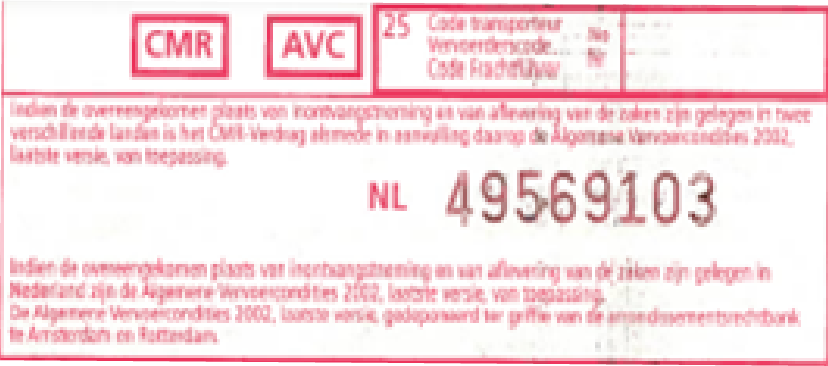 CMR AVC
25 Code transporteur No
Vervoerderscode... Nr
Code Frachtführer
Indien de overeengekomen plaats van inontvangstneming en van aflevering van de zaken zijn gelegen in twee
verschillende landen is het CMR-Verdrag alsmede in aanvulling daarop de Algemene Vervoercondities 2002,
laatste versie, van toepassing.
NL 49569103
Indien de overeengekomen plaats van inontvangstneming en van aflevering van de zaken zijn gelegen in
Nederland zijn de Algemene Vervoercondities 2002, laatste versie, van toepassing.
De Algemene Vervoercondities 2002, laatste versie, gedeponeerd ter griffie van de arrondissementsrechtbank
te Amsterdam en Rotterdam.